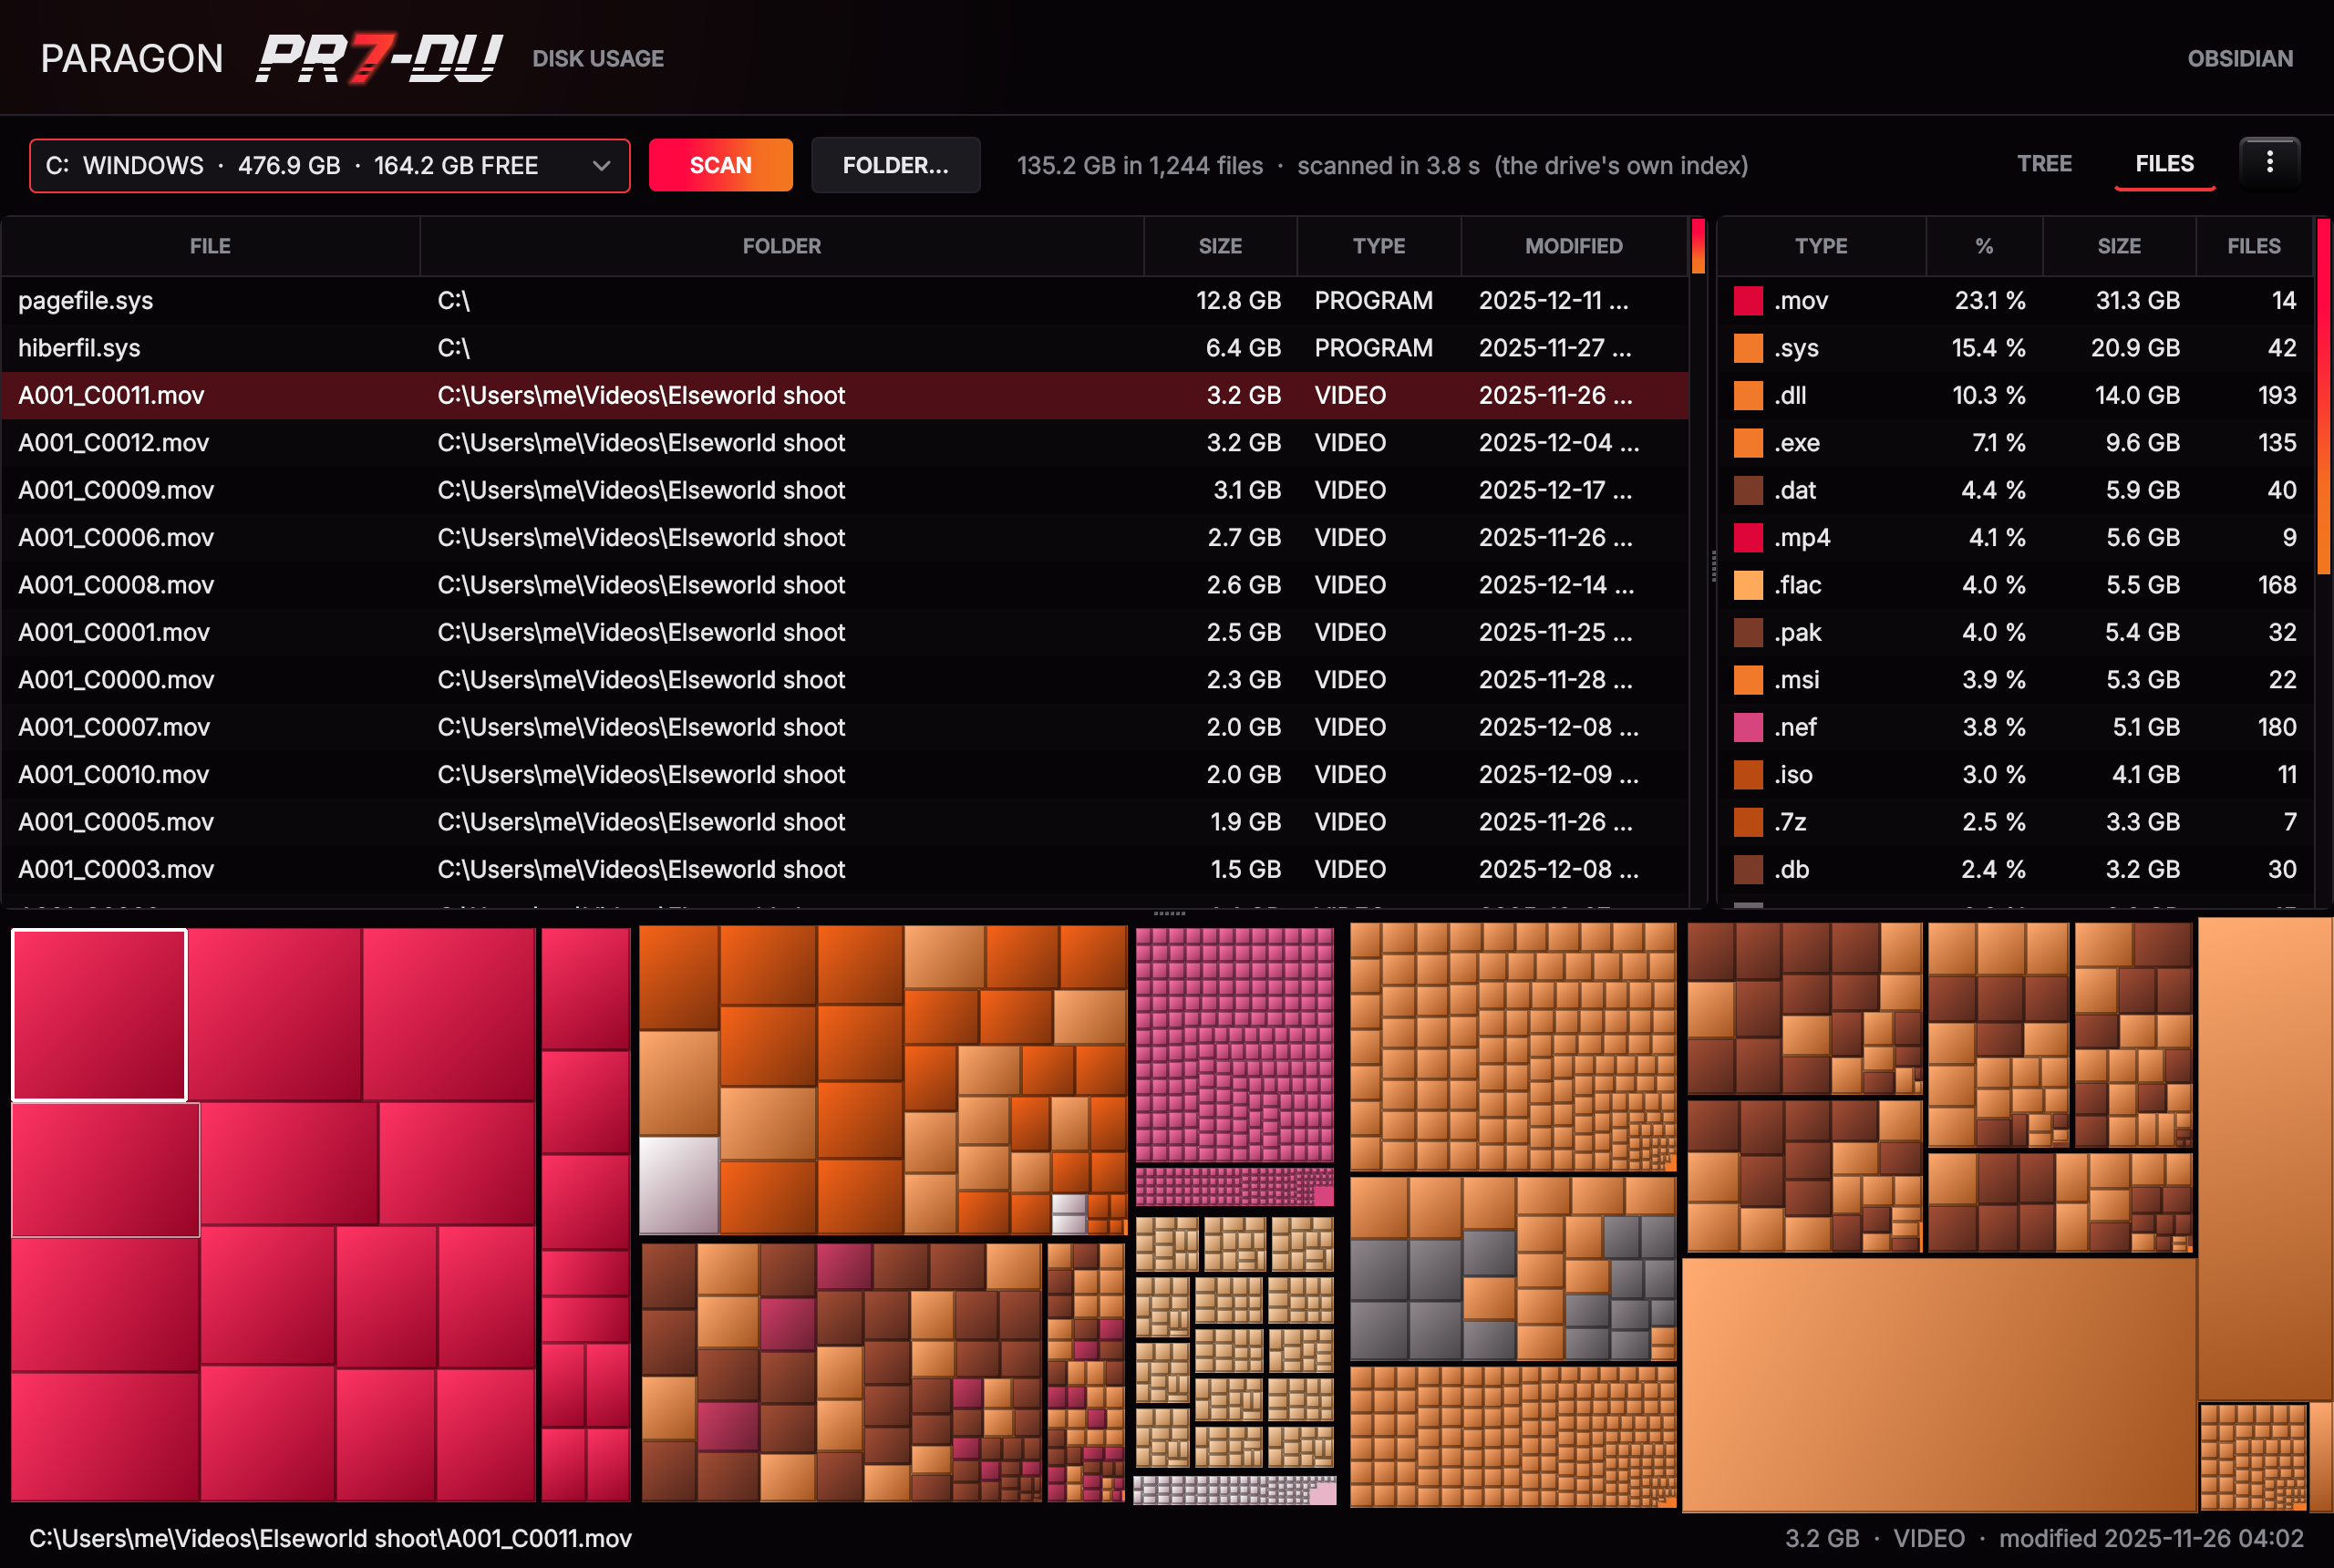 PARAGON PR7-DU DISK USAGE OBSIDIAN
C: WINDOWS · 476.9 GB · 164.2 GB FREE SCAN FOLDER... 135.2 GB in 1,244 files · scanned in 3.8 s (the drive's own index) TREE FILES
FILE FOLDER SIZE TYPE MODIFIED TYPE % SIZE FILES
pagefile.sys C:\ 12.8 GB PROGRAM 2025-12-11 ... .mov 23.1 % 31.3 GB 14
hiberfil.sys C:\ 6.4 GB PROGRAM 2025-11-27 ... .sys 15.4 % 20.9 GB 42
A001_C0011.mov C:\Users\me\Videos\Elseworld shoot 3.2 GB VIDEO 2025-11-26 ... .dll 10.3 % 14.0 GB 193
A001_C0012.mov C:\Users\me\Videos\Elseworld shoot 3.2 GB VIDEO 2025-12-04 ... .exe 7.1 % 9.6 GB 135
A001_C0009.mov C:\Users\me\Videos\Elseworld shoot 3.1 GB VIDEO 2025-12-17 ... .dat 4.4 % 5.9 GB 40
A001_C0006.mov C:\Users\me\Videos\Elseworld shoot 2.7 GB VIDEO 2025-11-26 ... .mp4 4.1 % 5.6 GB 9
A001_C0008.mov C:\Users\me\Videos\Elseworld shoot 2.6 GB VIDEO 2025-12-14 ... .flac 4.0 % 5.5 GB 168
A001_C0001.mov C:\Users\me\Videos\Elseworld shoot 2.5 GB VIDEO 2025-11-25 ... .pak 4.0 % 5.4 GB 32
A001_C0000.mov C:\Users\me\Videos\Elseworld shoot 2.3 GB VIDEO 2025-11-28 ... .msi 3.9 % 5.3 GB 22
A001_C0007.mov C:\Users\me\Videos\Elseworld shoot 2.0 GB VIDEO 2025-12-08 ... .nef 3.8 % 5.1 GB 180
A001_C0010.mov C:\Users\me\Videos\Elseworld shoot 2.0 GB VIDEO 2025-12-09 ... .iso 3.0 % 4.1 GB 11
A001_C0005.mov C:\Users\me\Videos\Elseworld shoot 1.9 GB VIDEO 2025-11-26 ... .7z 2.5 % 3.3 GB 7
A001_C0003.mov C:\Users\me\Videos\Elseworld shoot 1.5 GB VIDEO 2025-12-08 ... .db 2.4 % 3.2 GB 30
C:\Users\me\Videos\Elseworld shoot\A001_C0011.mov 3.2 GB · VIDEO · modified 2025-11-26 04:02